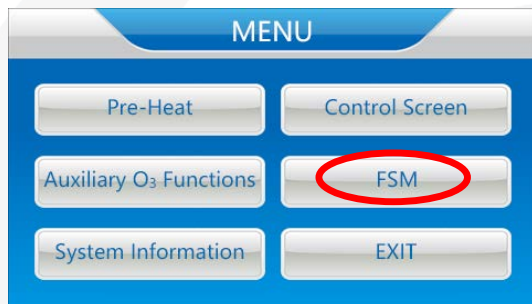 MENU
Pre-Heat
Control Screen
Auxiliary O₃ Functions
FSM
System Information
EXIT